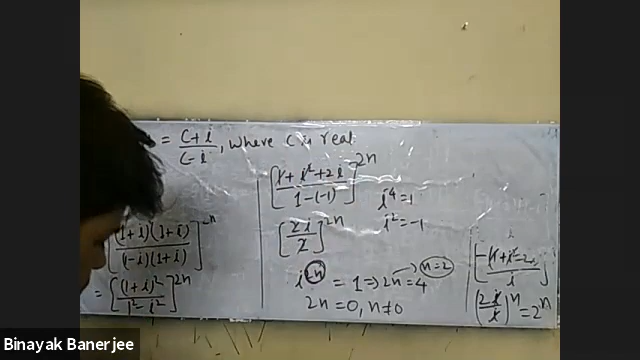 = C+i/C-i, where C is real
[(1+i)(1+i)/(1-i)(1+i)]^2n
= [(1+i)^2/1^2-i^2]^2n
[1+i^2+2i/1-(-1)]^2n
[2i/2]^2n
i^4=1
i^2=-1
i^2n = 1 ⇒ 2n=4
n=2
2n=0, n≠0
(2i/i)^n = 2^n
Binayak Banerjee